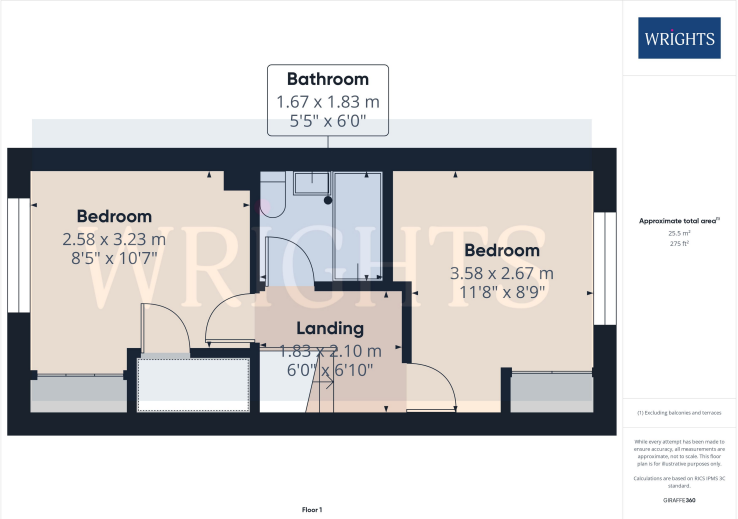 WRIGHTS
Bathroom
1.67 x 1.83 m
5'5" x 6'0"
Bedroom
2.58 x 3.23 m
8'5" x 10'7"
Bedroom
3.58 x 2.67 m
11'8" x 8'9"
WRIGHTS
Landing
1.83 x 2.10 m
6'0" x 6'10"
Floor 1
Approximate total area(1)
25.5 m²
275 ft²
(1) Excluding balconies and terraces
While every attempt has been made to
ensure accuracy, all measurements are
approximate, not to scale. This floor
plan is for illustrative purposes only.
Calculations are based on RICS IPMS 3C
standard.
GIRAFFE360